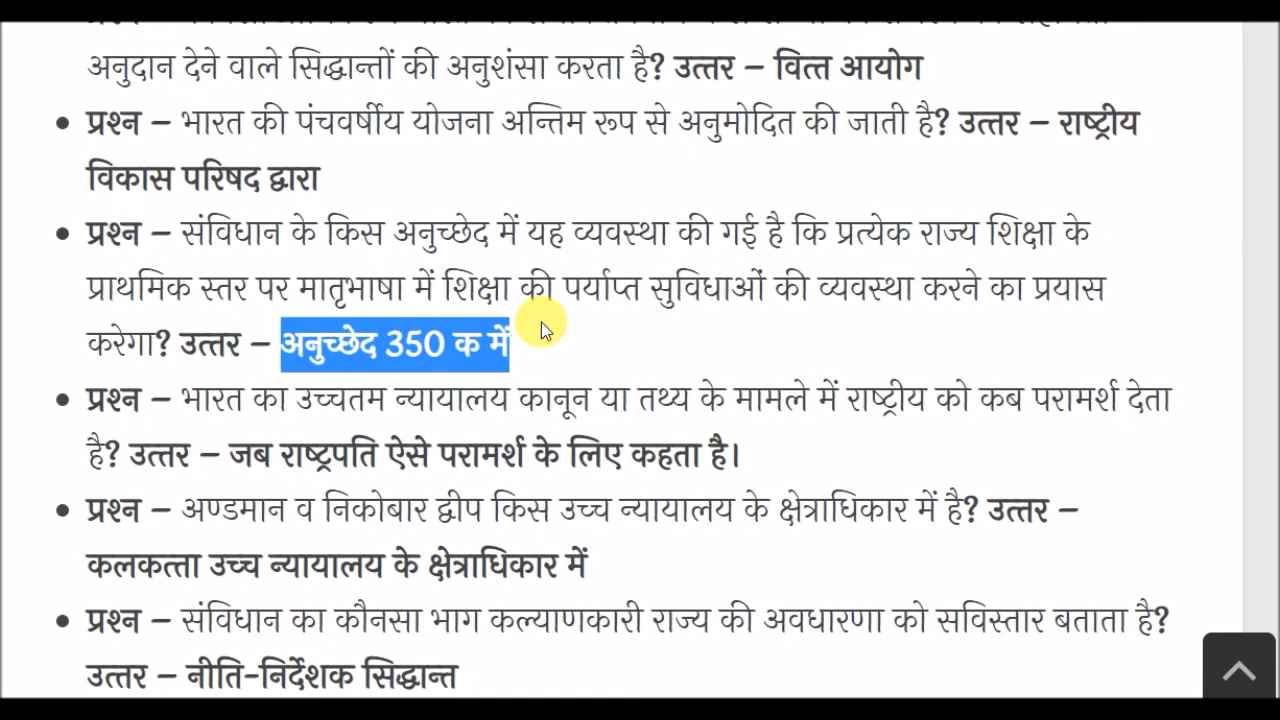 अनुदान देने वाले सिद्धान्तों की अनुशंसा करता है? उत्तर – वित्त आयोग
• प्रश्न – भारत की पंचवर्षीय योजना अन्तिम रूप से अनुमोदित की जाती है? उत्तर – राष्ट्रीय
विकास परिषद द्वारा
• प्रश्न – संविधान के किस अनुच्छेद में यह व्यवस्था की गई है कि प्रत्येक राज्य शिक्षा के
प्राथमिक स्तर पर मातृभाषा में शिक्षा की पर्याप्त सुविधाओं की व्यवस्था करने का प्रयास
करेगा? उत्तर – अनुच्छेद 350 क में
• प्रश्न – भारत का उच्चतम न्यायालय कानून या तथ्य के मामले में राष्ट्रीय को कब परामर्श देता
है? उत्तर – जब राष्ट्रपति ऐसे परामर्श के लिए कहता है।
• प्रश्न – अण्डमान व निकोबार द्वीप किस उच्च न्यायालय के क्षेत्राधिकार में है? उत्तर –
कलकत्ता उच्च न्यायालय के क्षेत्राधिकार में
• प्रश्न – संविधान का कौनसा भाग कल्याणकारी राज्य की अवधारणा को सविस्तार बताता है?
उत्तर – नीति-निर्देशक सिद्धान्त